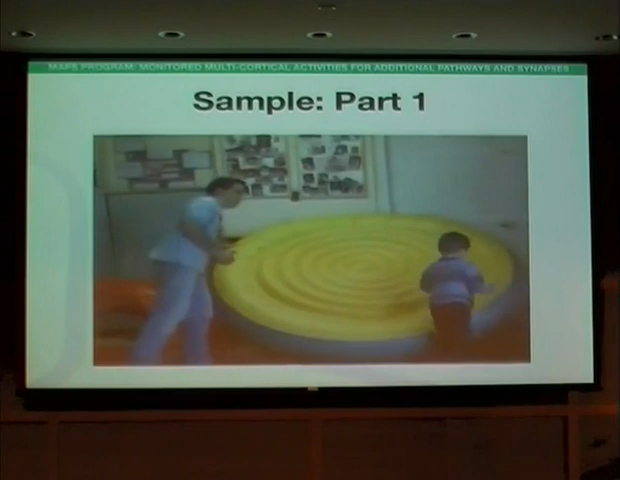 MAPS PROGRAM: MONITORED MULTI-CORTICAL ACTIVITIES FOR ADDITIONAL PATHWAYS AND SYNAPSES
Sample: Part 1